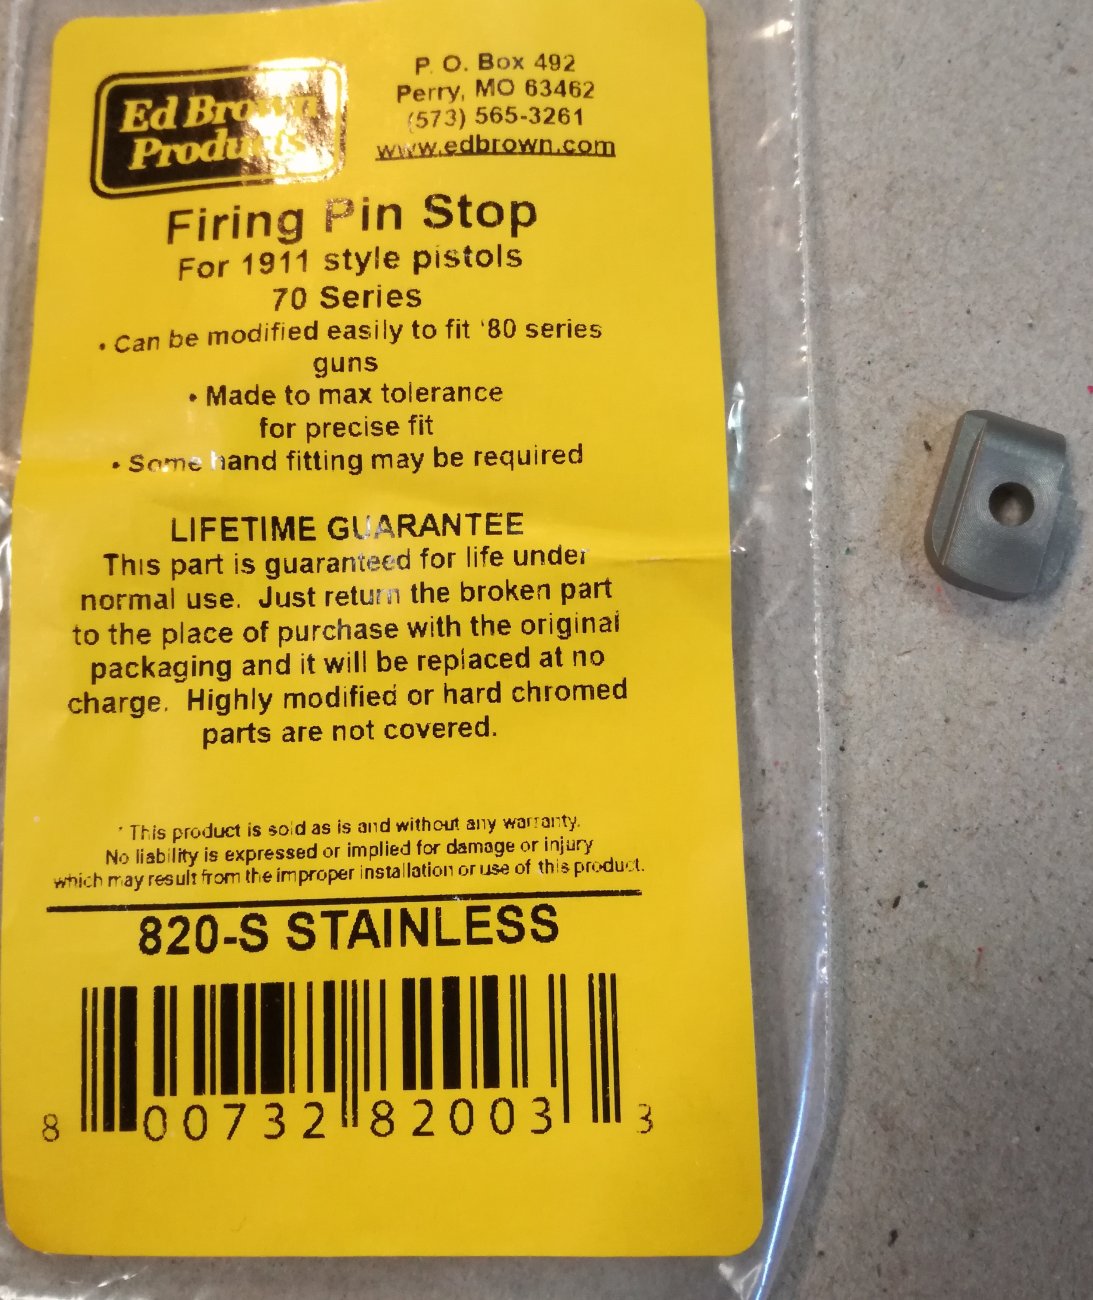 Ed Brown
Products
P. O. Box 492
Perry, MO 63462
(573) 565-3261
www.edbrown.com
Firing Pin Stop
For 1911 style pistols
70 Series
• Can be modified easily to fit ‘80 series
guns
• Made to max tolerance
for precise fit
• Some hand fitting may be required
LIFETIME GUARANTEE
This part is guaranteed for life under
normal use. Just return the broken part
to the place of purchase with the original
packaging and it will be replaced at no
charge. Highly modified or hard chromed
parts are not covered.
* This product is sold as is and without any warranty.
No liability is expressed or implied for damage or injury
which may result from the improper installation or use of this product.
820-S STAINLESS
8 00732 82003 3